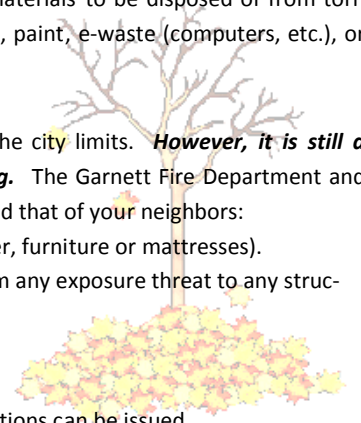 to be disposed of from
, paint, e-waste (computers, etc.), or
he city limits. However, it is still
g. The Garnett Fire Department and
d that of your neighbors:
er, furniture or mattresses).
m any exposure threat to any struc-
tions can be issued